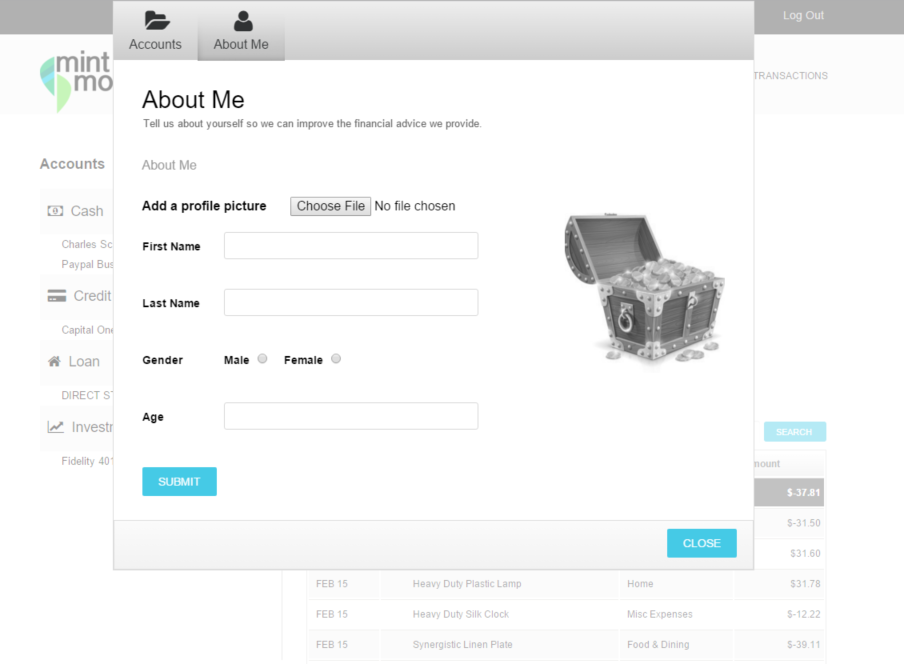 Log Out
Accounts
About Me
mint
mo
TRANSACTIONS
About Me
Tell us about yourself so we can improve the financial advice we provide.
Accounts
About Me
Cash
Add a profile picture Choose File No file chosen
Charles Sc
First Name
Paypal Bus
Credit
Last Name
Capital One
Loan
Gender Male Female
DIRECT ST
Age
Investm
SEARCH
Fidelity 401
mount
SUBMIT
$-37.81
$-31.50
CLOSE
$31.60
FEB 15 Heavy Duty Plastic Lamp Home $31.78
FEB 15 Heavy Duty Silk Clock Misc Expenses $-12.22
FEB 15 Synergistic Linen Plate Food & Dining $-39.11